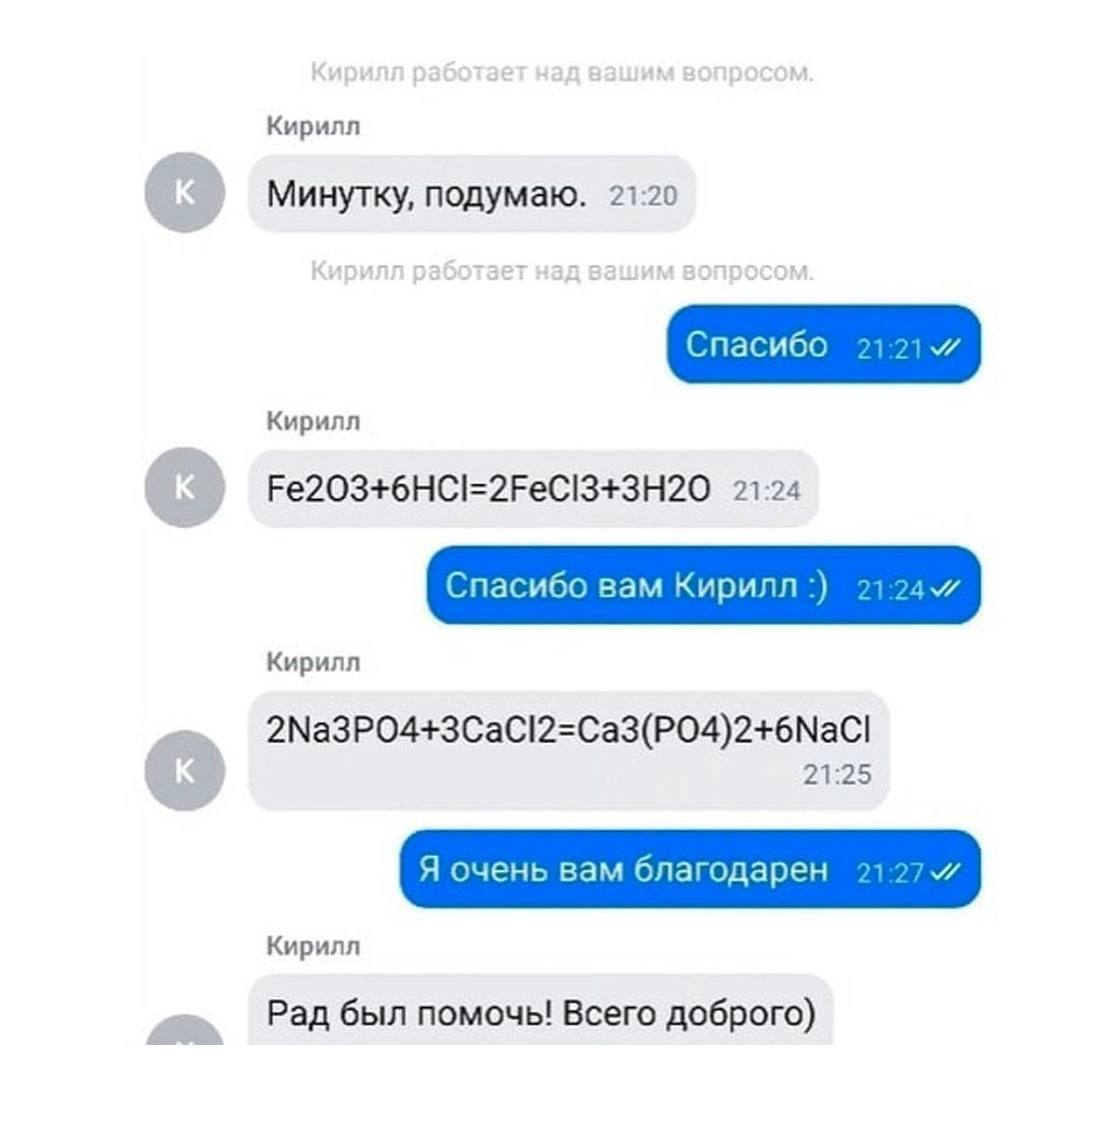 Кирилл работает над вашим вопросом.
Кирилл
К
Минутку, подумаю. 21:20
Кирилл работает над вашим вопросом.
Спасибо 21:21
Кирилл
К
Fe2O3+6HCl=2FeCl3+3H2O 21:24
Спасибо вам Кирилл :) 21:24
Кирилл
2Na3PO4+3CaCl2=Ca3(PO4)2+6NaCl
К
21:25
Я очень вам благодарен 21:27
Кирилл
Рад был помочь! Всего доброго)